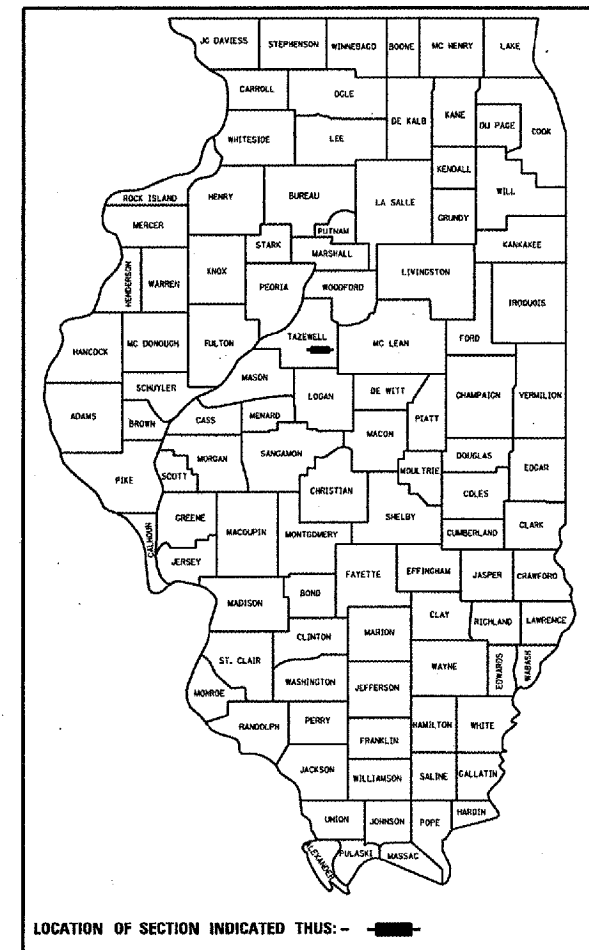 JO DAVIESS STEPHENSON WINNEBAGO BOONE MC HENRY LAKE
CARROLL OGLE DE KALB KANE DU PAGE COOK
WHITESIDE LEE KENDALL WILL
ROCK ISLAND HENRY BUREAU LA SALLE GRUNDY
MERCER PUTNAM
STARK MARSHALL LIVINGSTON KANKAKEE
HENDERSON WARREN KNOX PEORIA WOODFORD IROQUOIS
HANCOCK MC DONOUGH FULTON TAZEWELL MC LEAN FORD
SCHUYLER MASON LOGAN DE WITT CHAMPAIGN VERMILION
ADAMS BROWN CASS MENARD MACON PIATT
PIKE SCOTT MORGAN SANGAMON MOULTRIE DOUGLAS EDGAR
CHRISTIAN COLES
GREENE MACOUPIN MONTGOMERY SHELBY CUMBERLAND CLARK
CALHOUN JERSEY FAYETTE EFFINGHAM JASPER CRAWFORD
MADISON BOND CLAY RICHLAND LAWRENCE
CLINTON MARION
ST. CLAIR WAYNE EDWARDS WABASH
MONROE WASHINGTON JEFFERSON
RANDOLPH PERRY HAMILTON WHITE
FRANKLIN
JACKSON WILLIAMSON SALINE GALLATIN
UNION JOHNSON POPE HARDIN
ALEXANDER PULASKI MASSAC
LOCATION OF SECTION INDICATED THUS: -